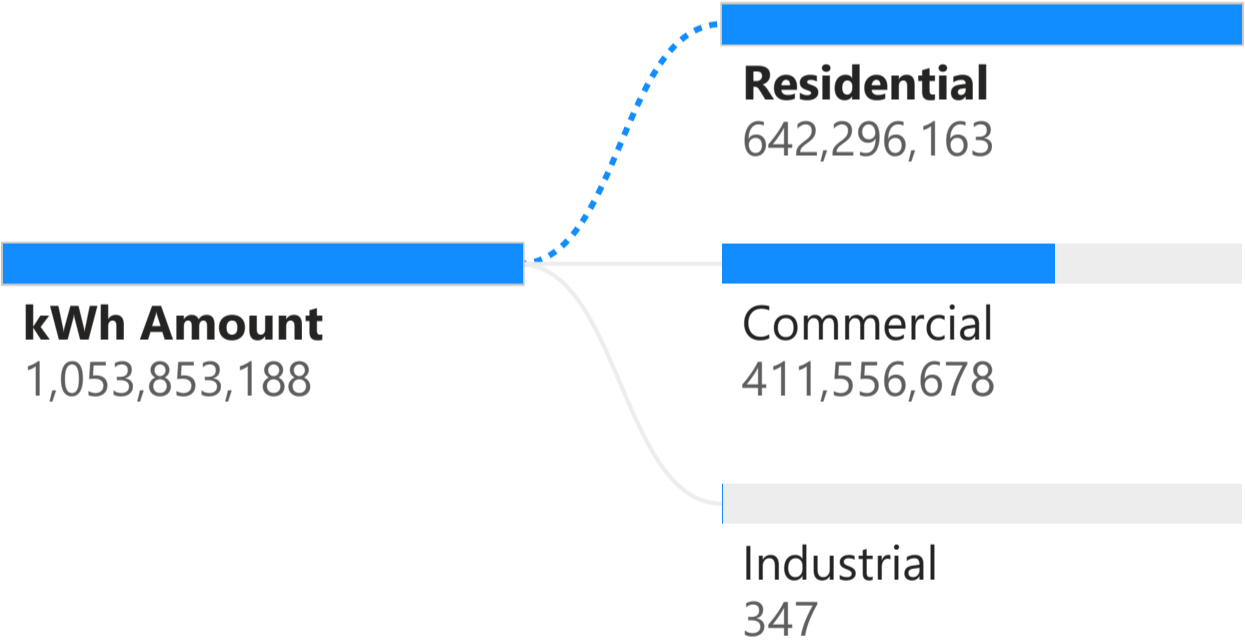 Residential
642,296,163
kWh Amount
1,053,853,188
Commercial
411,556,678
Industrial
347